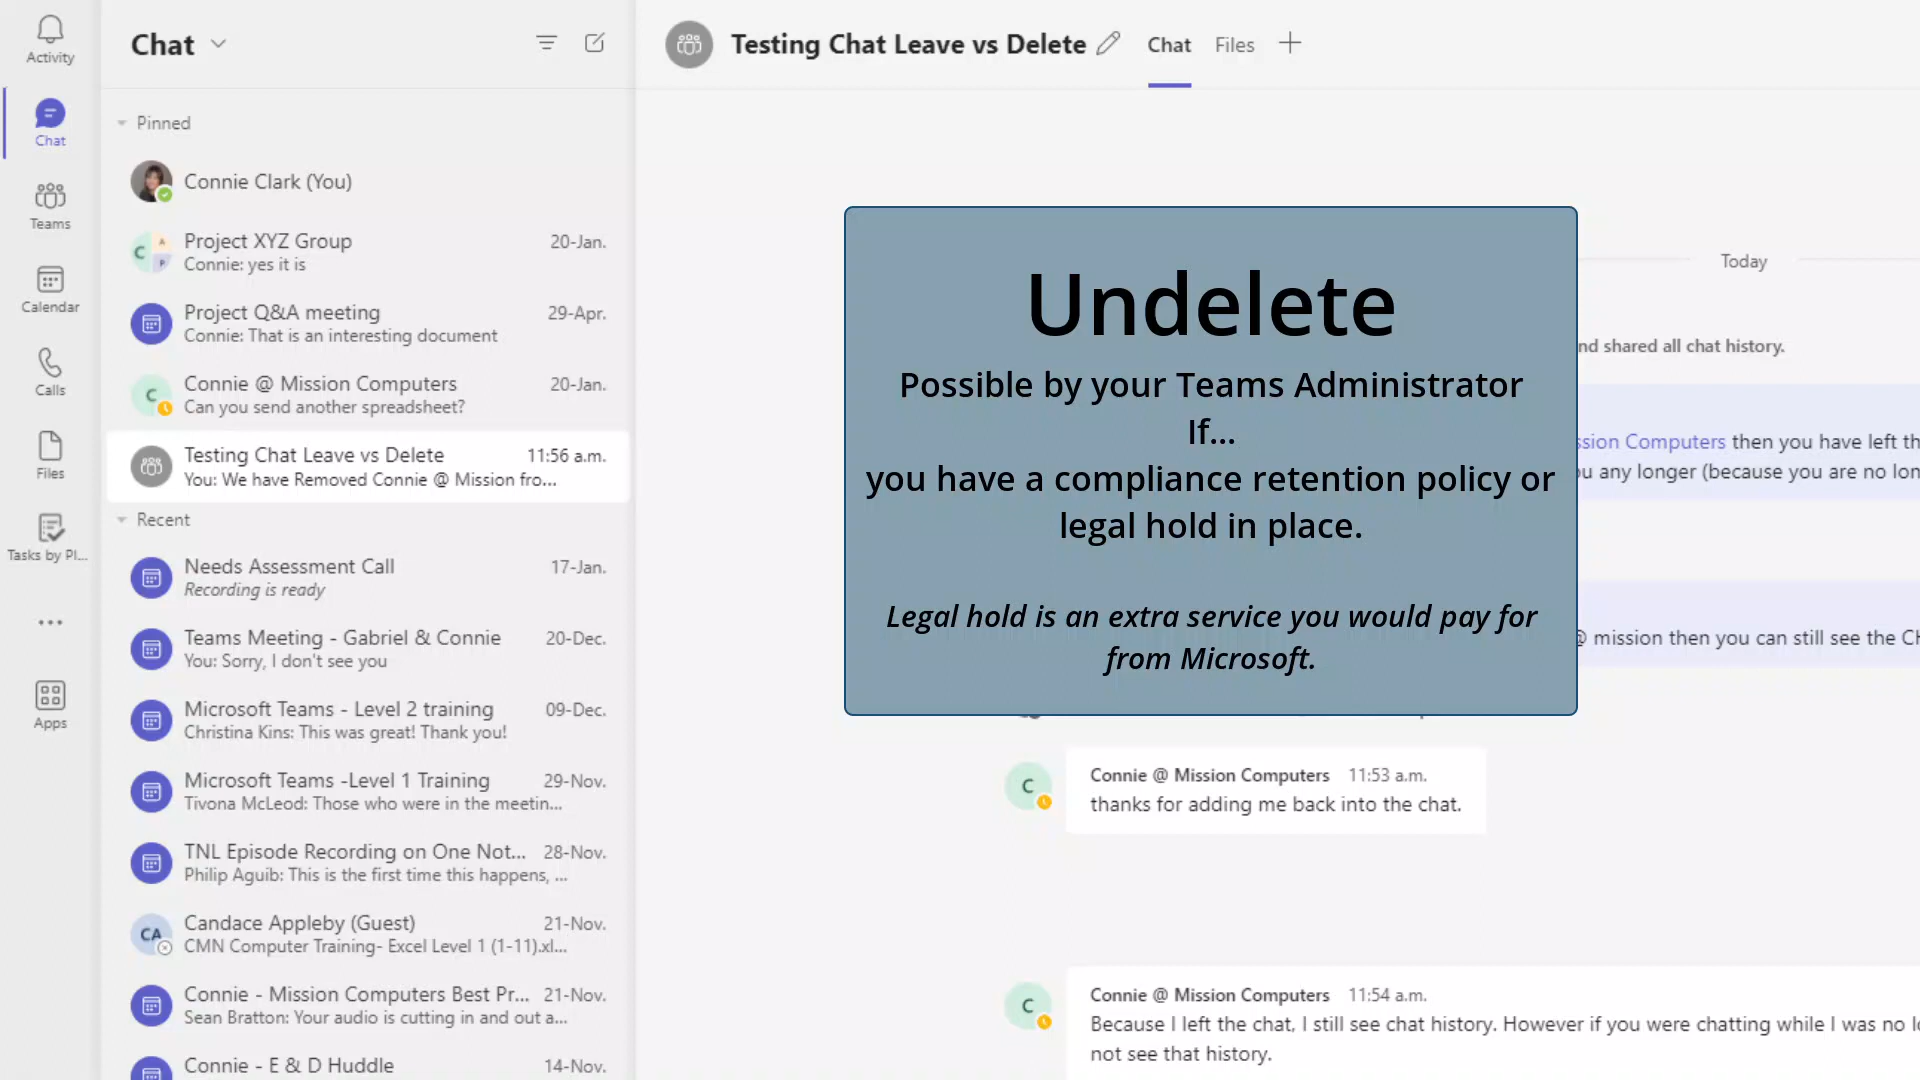 Activity
Chat
Teams
Calendar
Calls
Files
Tasks by Pl...
Apps
Chat
Pinned
Connie Clark (You)
Project XYZ Group 20-Jan.
Connie: yes it is
Project Q&A meeting 29-Apr.
Connie: That is an interesting document
Connie @ Mission Computers 20-Jan.
Can you send another spreadsheet?
Testing Chat Leave vs Delete 11:56 a.m.
You: We have Removed Connie @ Mission fro...
Recent
Needs Assessment Call 17-Jan.
Recording is ready
Teams Meeting - Gabriel & Connie 20-Dec.
You: Sorry, I don't see you
Microsoft Teams - Level 2 training 09-Dec.
Christina Kins: This was great! Thank you!
Microsoft Teams -Level 1 Training 29-Nov.
Tivona McLeod: Those who were in the meetin...
TNL Episode Recording on One Not... 28-Nov.
Philip Aguib: This is the first time this happens, ...
CA
Candace Appleby (Guest) 21-Nov.
CMN Computer Training- Excel Level 1 (1-11).xl...
Connie - Mission Computers Best Pr... 21-Nov.
Sean Bratton: Your audio is cutting in and out a...
Connie - E & D Huddle 14-Nov.
Testing Chat Leave vs Delete Chat Files
Today
nd shared all chat history.
ssion Computers then you have left th
u any longer (because you are no lon
@ mission then you can still see the CH
Undelete
Possible by your Teams Administrator
If...
you have a compliance retention policy or
legal hold in place.
Legal hold is an extra service you would pay for
from Microsoft.
C
Connie @ Mission Computers 11:53 a.m.
thanks for adding me back into the chat.
C
Connie @ Mission Computers 11:54 a.m.
Because I left the chat, I still see chat history. However if you were chatting while I was no lo
not see that history.